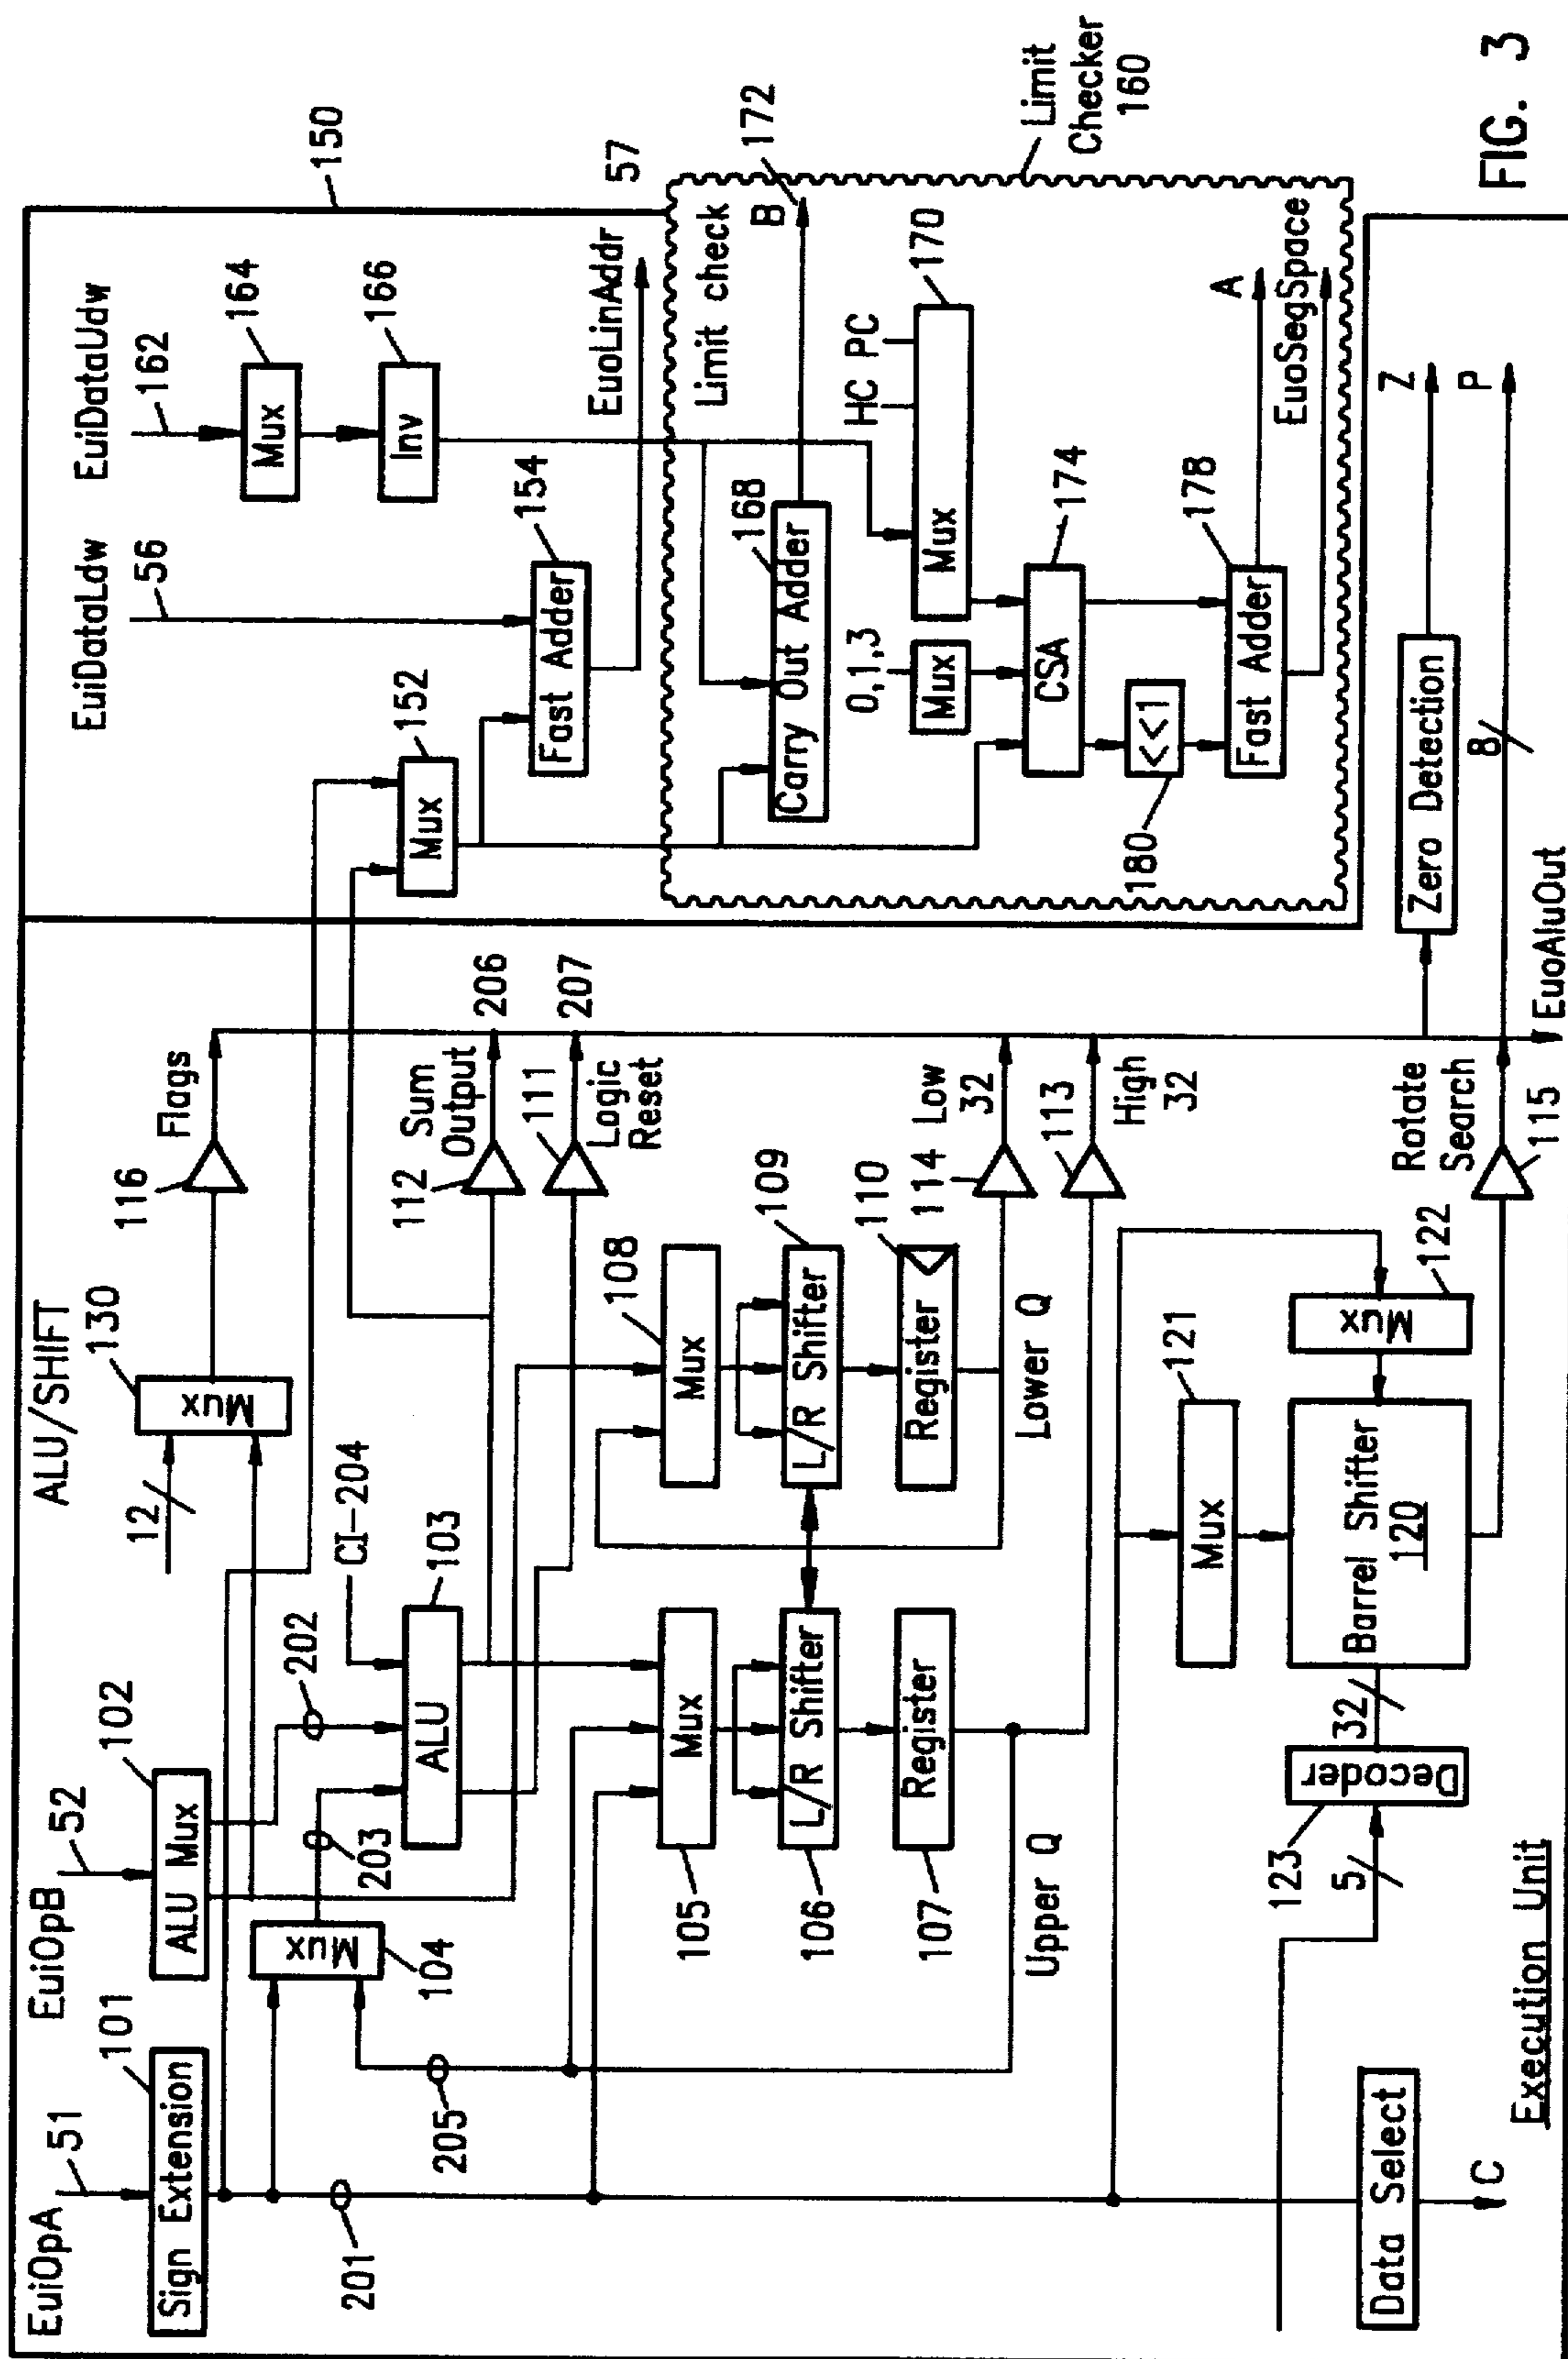 ALU/SHIFT
EuiOpA
51
EuiOpB
52
101
Sign Extension
102
ALU Mux
12
130
Mux
116
Flags
201
205
Mux
104
203
202
CI-204
103
ALU
112
Sum
Output
206
111
Logic
Reset
207
105
Mux
106
L/R Shifter
107
Register
Upper Q
108
Mux
109
L/R Shifter
110
Register
Lower Q
114
Low
32
113
High
32
121
Mux
122
Mux
Barrel Shifter
120
32
Decoder
123
5
Rotate
Search
115
EuoAluOut
Data Select
C
Execution Unit
EuiDataLdw
56
EuiDataUdw
162
150
152
Mux
154
Fast Adder
164
Mux
166
Inv
EuoLinAddr
57
Limit check
B
172
168
Carry Out Adder
HC PC
170
Mux
0,1,3
Mux
174
CSA
180
<<1
178
Fast Adder
A
EuoSegSpace
Limit
Checker
160
Zero Detection
Z
8
P
FIG. 3